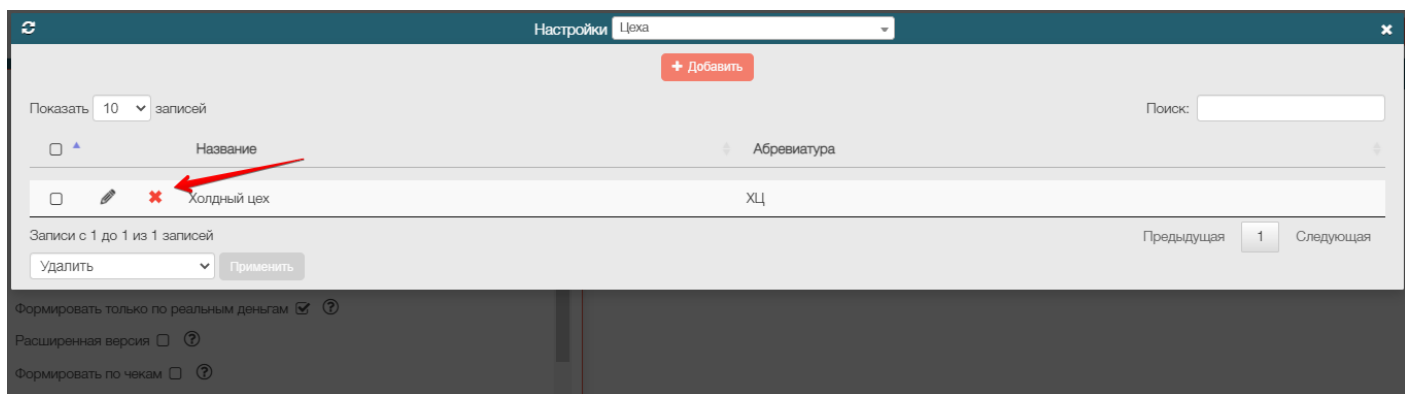 Настройки Цеха
+ Добавить
Показать 10 записей Поиск:
Название Абревиатура
Холдный цех ХЦ
Записи с 1 до 1 из 1 записей Предыдущая 1 Следующая
Удалить Применить
Формировать только по реальным деньгам ?
Расширенная версия ?
Формировать по чекам ?